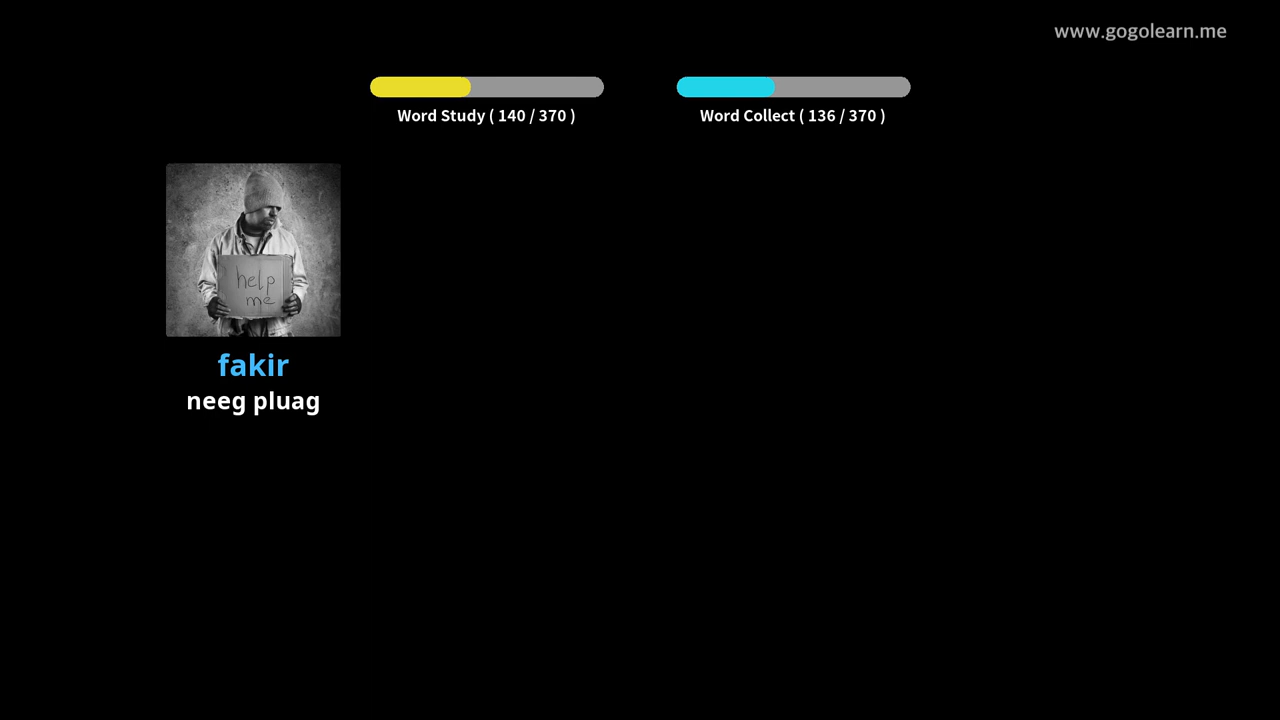 www.gogolearn.me
Word Study ( 140 / 370 )
Word Collect ( 136 / 370 )
help
me
fakir
neeg pluag